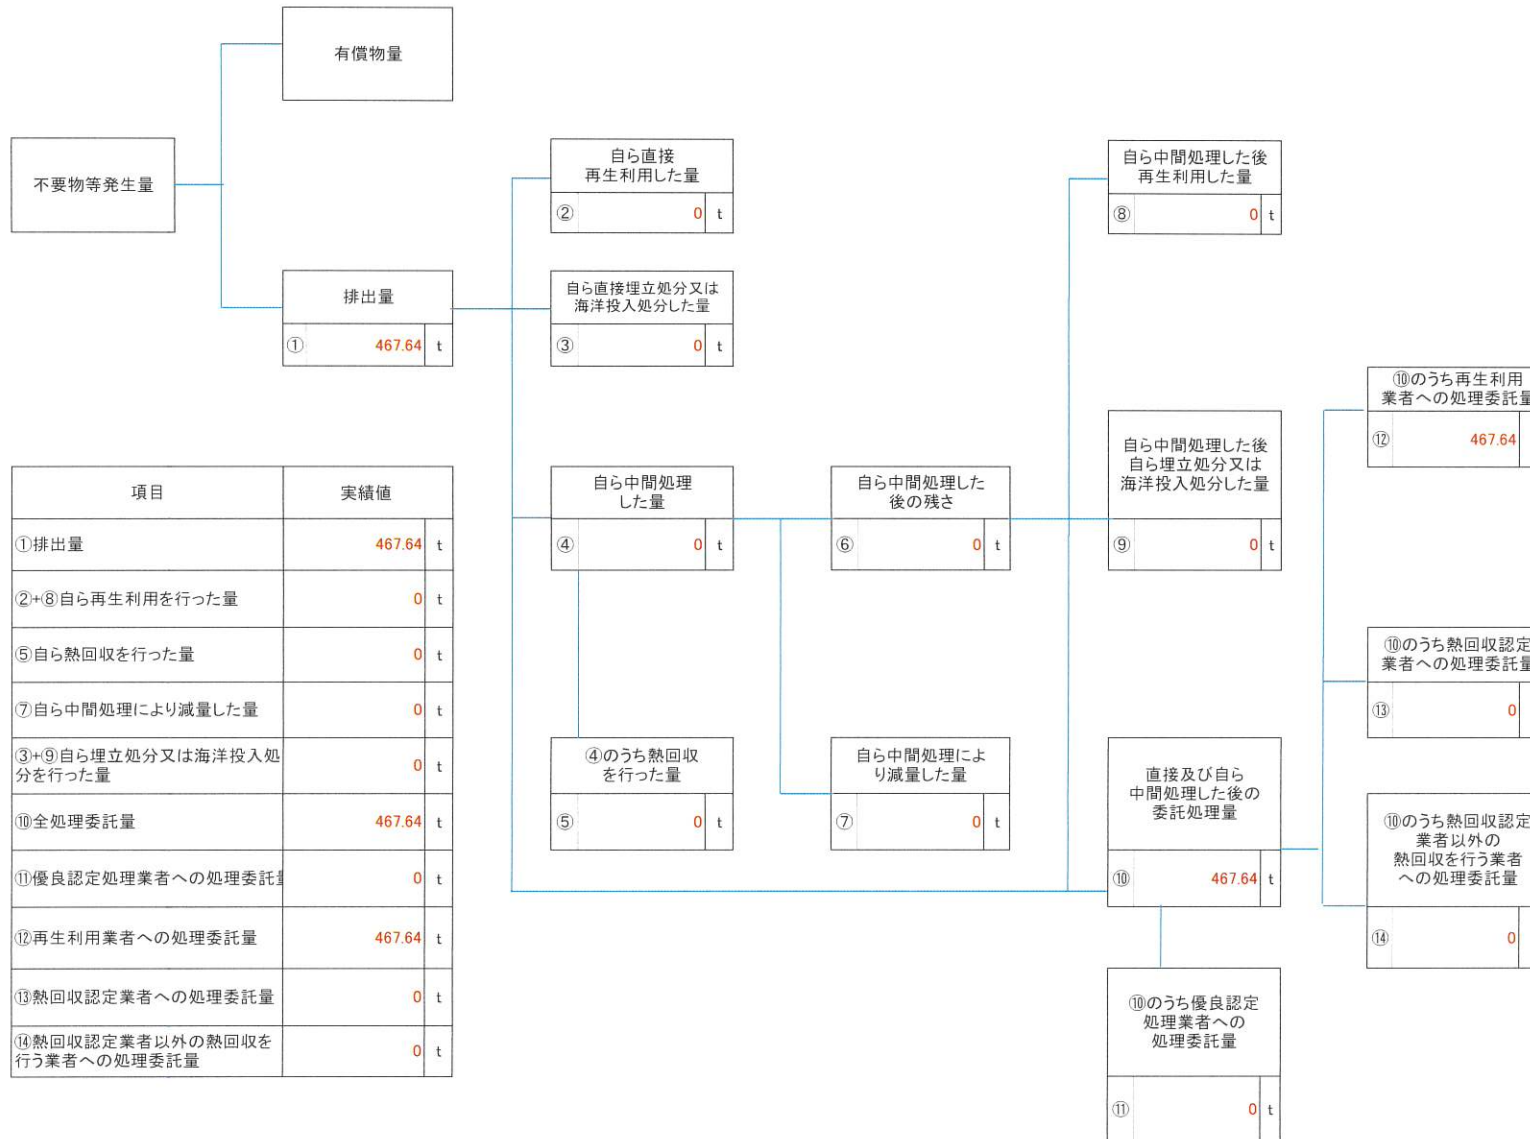 有償物量
不要物等発生量
排出量
① 467.64 t
自ら直接
再生利用した量
② 0 t
自ら直接埋立処分又は
海洋投入処分した量
③ 0 t
自ら中間処理
した量
④ 0 t
④のうち熱回収
を行った量
⑤ 0 t
自ら中間処理した
後の残さ
⑥ 0 t
自ら中間処理によ
り減量した量
⑦ 0 t
自ら中間処理した後
再生利用した量
⑧ 0 t
自ら中間処理した後
自ら埋立処分又は
海洋投入処分した量
⑨ 0 t
直接及び自ら
中間処理した後の
委託処理量
⑩ 467.64 t
⑩のうち優良認定
処理業者への
処理委託量
⑪ 0 t
⑩のうち再生利用
業者への処理委託量
⑫ 467.64
⑩のうち熱回収認定
業者への処理委託量
⑬ 0
⑩のうち熱回収認定
業者以外の
熱回収を行う業者
への処理委託量
⑭ 0
項目 実績値
①排出量 467.64 t
②+⑧自ら再生利用を行った量 0 t
⑤自ら熱回収を行った量 0 t
⑦自ら中間処理により減量した量 0 t
③+⑨自ら埋立処分又は海洋投入処
分を行った量 0 t
⑩全処理委託量 467.64 t
⑪優良認定処理業者への処理委託量 0 t
⑫再生利用業者への処理委託量 467.64 t
⑬熱回収認定業者への処理委託量 0 t
⑭熱回収認定業者以外の熱回収を
行う業者への処理委託量 0 t